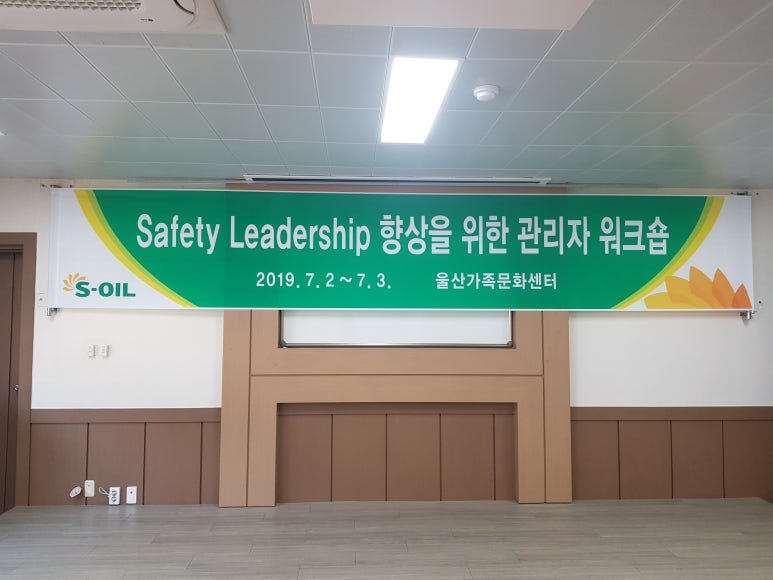 Safety Leadership 향상을 위한 관리자 워크숍
2019. 7. 2 ~ 7. 3. 울산가족문화센터
S-OIL